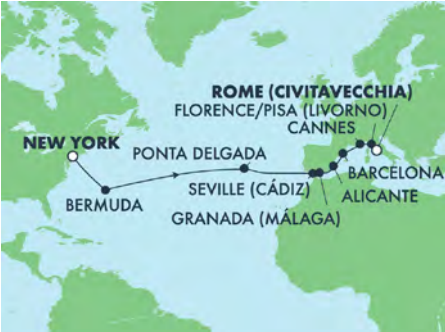 ROME (CIVITAVECCHIA)
FLORENCE/PISA (LIVORNO)
CANNES
NEW YORK
PONTA DELGADA
BARCELONA
SEVILLE (CÁDIZ)
ALICANTE
BERMUDA
GRANADA (MÁLAGA)